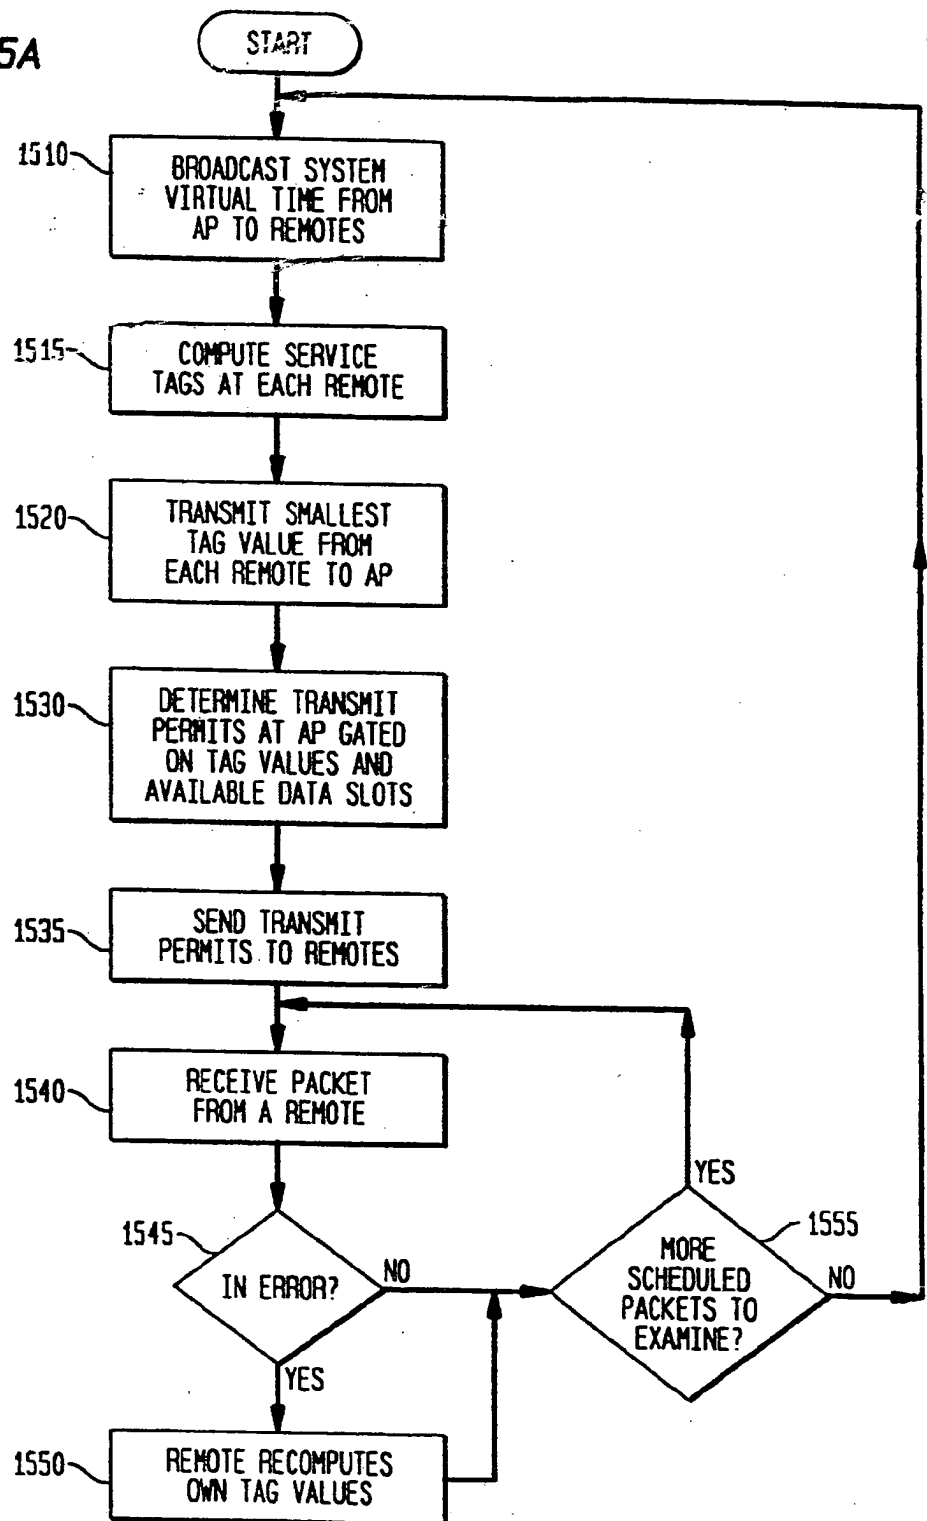 5A
START
1510
BROADCAST SYSTEM
VIRTUAL TIME FROM
AP TO REMOTES
1515
COMPUTE SERVICE
TAGS AT EACH REMOTE
1520
TRANSMIT SMALLEST
TAG VALUE FROM
EACH REMOTE TO AP
1530
DETERMINE TRANSMIT
PERMITS AT AP GATED
ON TAG VALUES AND
AVAILABLE DATA SLOTS
1535
SEND TRANSMIT
PERMITS TO REMOTES
1540
RECEIVE PACKET
FROM A REMOTE
1545
IN ERROR?
NO
YES
1555
MORE
SCHEDULED
PACKETS TO
EXAMINE?
YES
NO
1550
REMOTE RECOMPUTES
OWN TAG VALUES